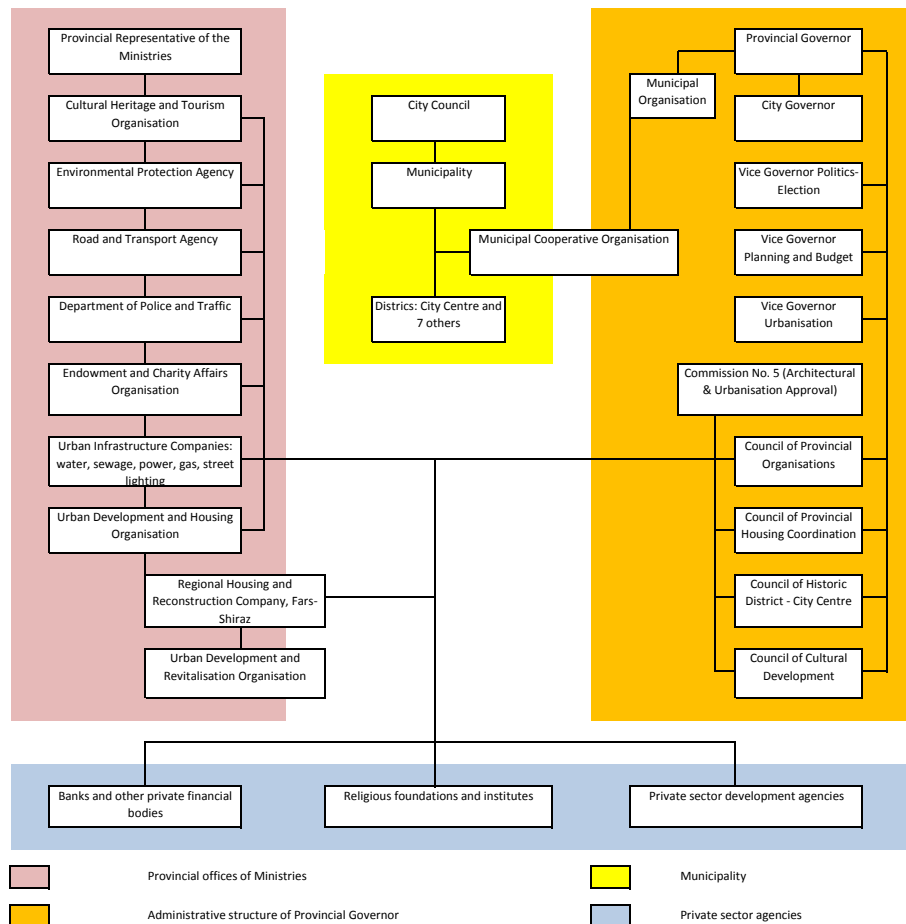 Provincial Representative of the
Ministries
Cultural Heritage and Tourism
Organisation
Environmental Protection Agency
Road and Transport Agency
Department of Police and Traffic
Endowment and Charity Affairs
Organisation
Urban Infrastructure Companies:
water, sewage, power, gas, street
lighting
Urban Development and Housing
Organisation
Regional Housing and
Reconstruction Company, Fars-
Shiraz
Urban Development and
Revitalisation Organisation
City Council
Municipality
Municipal Cooperative Organisation
Districs: City Centre and
7 others
Provincial Governor
Municipal
Organisation
City Governor
Vice Governor Politics-
Election
Vice Governor
Planning and Budget
Vice Governor
Urbanisation
Commission No. 5 (Architectural
& Urbanisation Approval)
Council of Provincial
Organisations
Council of Provincial
Housing Coordination
Council of Historic
District - City Centre
Council of Cultural
Development
Banks and other private financial
bodies
Religious foundations and institutes
Private sector development agencies
Provincial offices of Ministries
Municipality
Administrative structure of Provincial Governor
Private sector agencies